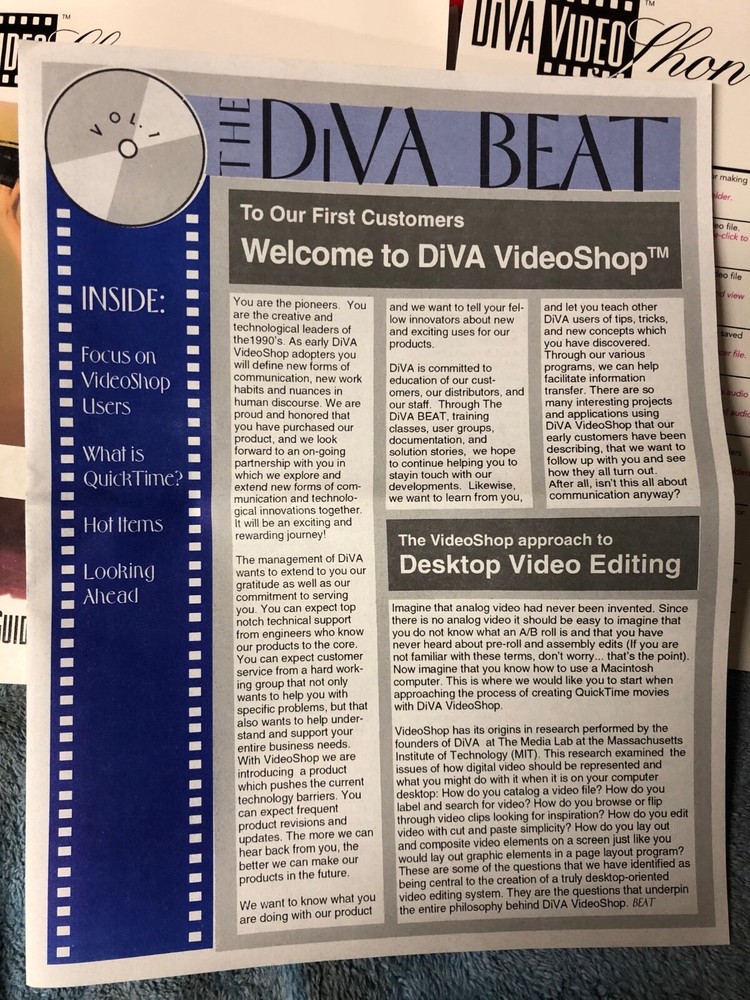 DiVA VIDEO Shop
TM
VIDEO
TM
VOL. 1
THE DiVA BEAT
INSIDE:
Focus on
VideoShop
Users
What is
QuickTime?
Hot Items
Looking
Ahead
To Our First Customers
Welcome to DiVA VideoShop™
You are the pioneers. You
are the creative and
technological leaders of
the1990's. As early DiVA
VideoShop adopters you
will define new forms of
communication, new work
habits and nuances in
human discourse. We are
proud and honored that
you have purchased our
product, and we look
forward to an on-going
partnership with you in
which we explore and
extend new forms of com-
munication and technolo-
gical innovations together.
It will be an exciting and
rewarding journey!
The management of DiVA
wants to extend to you our
gratitude as well as our
commitment to serving
you. You can expect top
notch technical support
from engineers who know
our products to the core.
You can expect customer
service from a hard work-
ing group that not only
wants to help you with
specific problems, but that
also wants to help under-
stand and support your
entire business needs.
With VideoShop we are
introducing a product
which pushes the current
technology barriers. You
can expect frequent
product revisions and
updates. The more we can
hear back from you, the
better we can make our
products in the future.
We want to know what you
are doing with our product
and we want to tell your fel-
low innovators about new
and exciting uses for our
products.
DiVA is committed to
education of our cust-
omers, our distributors, and
our staff. Through The
DiVA BEAT, training
classes, user groups,
documentation, and
solution stories, we hope
to continue helping you to
stayin touch with our
developments. Likewise,
we want to learn from you,
and let you teach other
DiVA users of tips, tricks,
and new concepts which
you have discovered.
Through our various
programs, we can help
facilitate information
transfer. There are so
many interesting projects
and applications using
DiVA VideoShop that our
early customers have been
describing, that we want to
follow up with you and see
how they all turn out.
After all, isn't this all about
communication anyway?
The VideoShop approach to
Desktop Video Editing
Imagine that analog video had never been invented. Since
there is no analog video it should be easy to imagine that
you do not know what an A/B roll is and that you have
never heard about pre-roll and assembly edits (If you are
not familiar with these terms, don't worry... that's the point).
Now imagine that you know how to use a Macintosh
computer. This is where we would like you to start when
approaching the process of creating QuickTime movies
with DiVA VideoShop.
VideoShop has its origins in research performed by the
founders of DiVA at The Media Lab at the Massachusetts
Institute of Technology (MIT). This research examined the
issues of how digital video should be represented and
what you might do with it when it is on your computer
desktop: How do you catalog a video file? How do you
label and search for video? How do you browse or flip
through video clips looking for inspiration? How do you edit
video with cut and paste simplicity? How do you lay out
and composite video elements on a screen just like you
would lay out graphic elements in a page layout program?
These are some of the questions that we have identified as
being central to the creation of a truly desktop-oriented
video editing system. They are the questions that underpin
the entire philosophy behind DiVA VideoShop. BEAT
making
video file.
video file
and view
saved
audio
audio